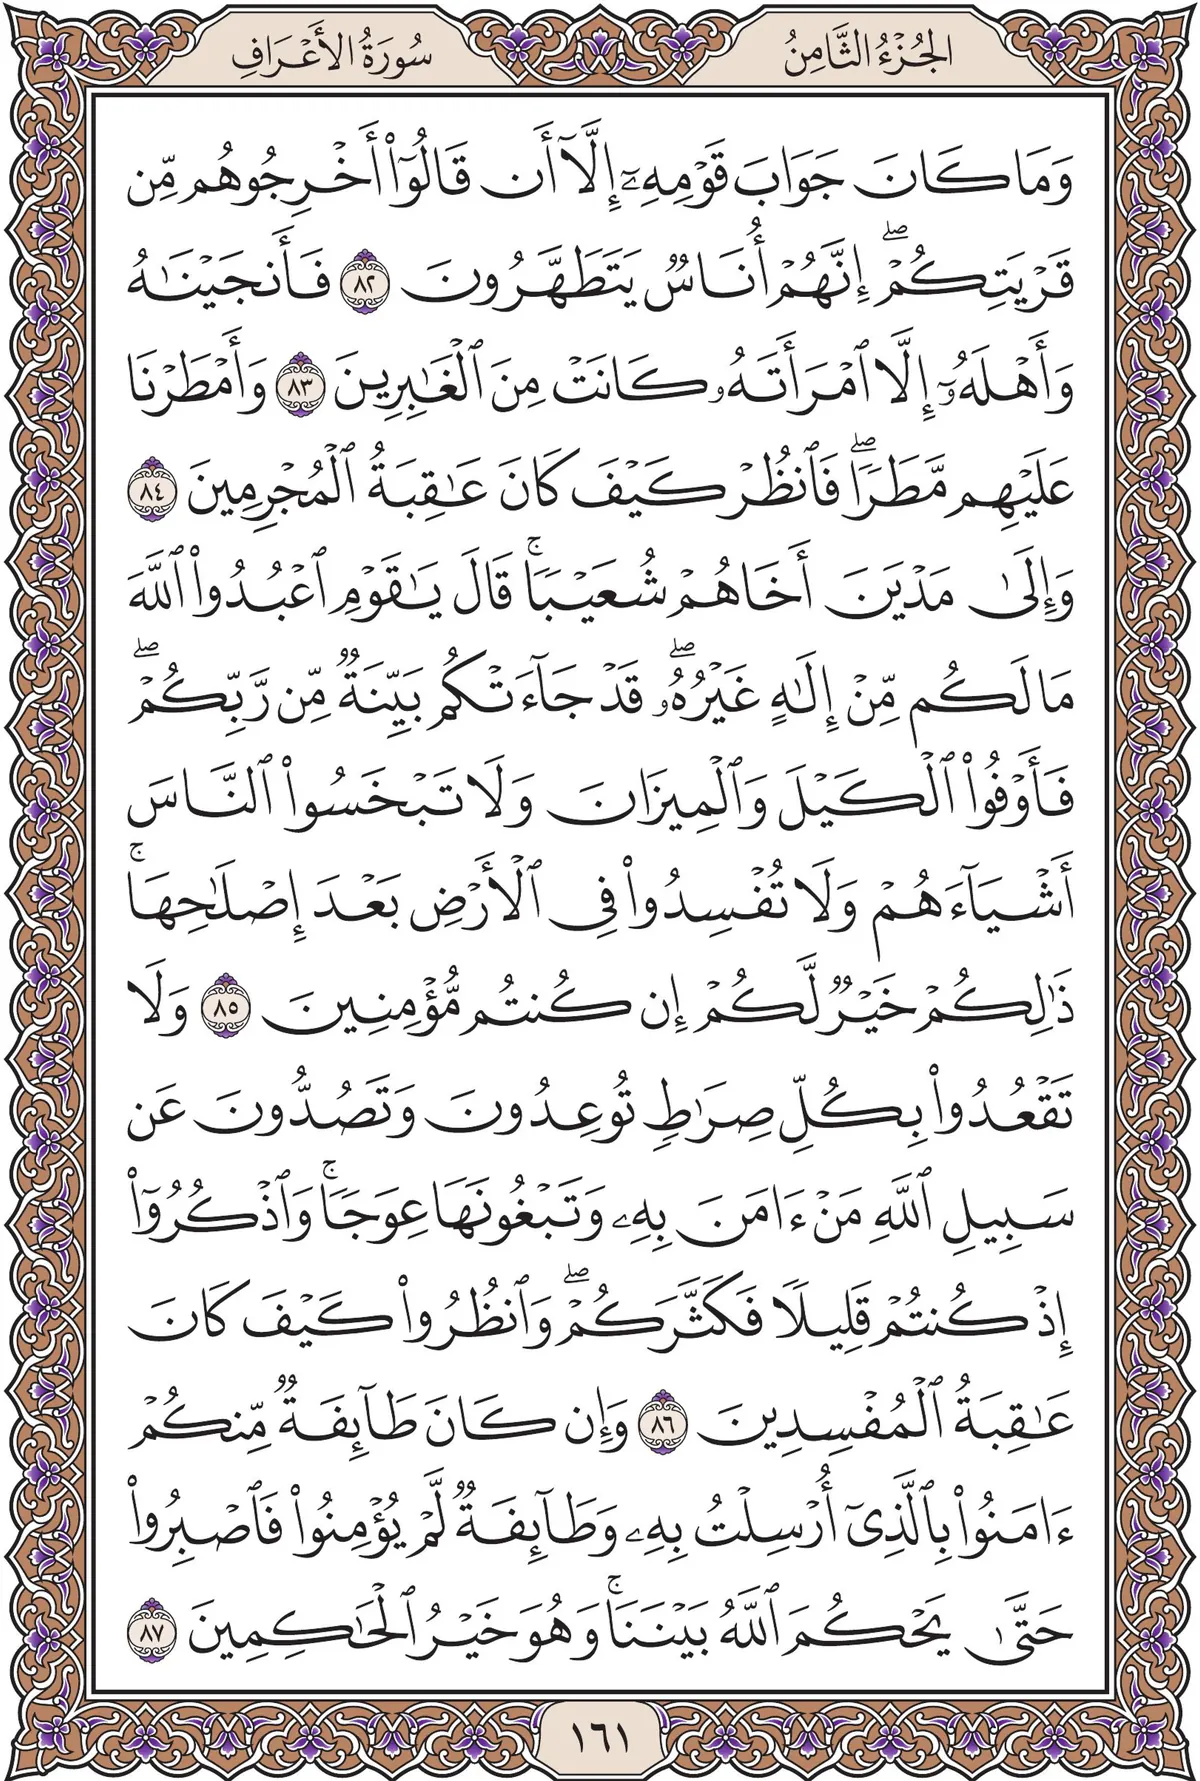 الجُزْءُ الثَّامِنُ
سُورَةُ الأَعْرَافِ
وَمَا كَانَ جَوَابَ قَوْمِهِۦٓ إِلَّآ أَن قَالُوٓا۟ أَخْرِجُوهُم مِّن
قَرْيَتِكُمْ ۖ إِنَّهُمْ أُنَاسٌ يَتَطَهَّرُونَ ٨٢ فَأَنجَيْنَـٰهُ
وَأَهْلَهُۥٓ إِلَّا ٱمْرَأَتَهُۥ كَانَتْ مِنَ ٱلْغَـٰبِرِينَ ٨٣ وَأَمْطَرْنَا
عَلَيْهِم مَّطَرًا ۖ فَٱنظُرْ كَيْفَ كَانَ عَـٰقِبَةُ ٱلْمُجْرِمِينَ ٨٤
وَإِلَىٰ مَدْيَنَ أَخَاهُمْ شُعَيْبًا ۚ قَالَ يَـٰقَوْمِ ٱعْبُدُوا۟ ٱللَّهَ
مَا لَكُم مِّنْ إِلَـٰهٍ غَيْرُهُۥ ۖ قَدْ جَآءَتْكُم بَيِّنَةٌ مِّن رَّبِّكُمْ ۖ
فَأَوْفُوا۟ ٱلْكَيْلَ وَٱلْمِيزَانَ وَلَا تَبْخَسُوا۟ ٱلنَّاسَ
أَشْيَآءَهُمْ وَلَا تُفْسِدُوا۟ فِى ٱلْأَرْضِ بَعْدَ إِصْلَـٰحِهَا ۚ
ذَٰلِكُمْ خَيْرٌ لَّكُمْ إِن كُنتُم مُّؤْمِنِينَ ٨٥ وَلَا
تَقْعُدُوا۟ بِكُلِّ صِرَٰطٍ تُوعِدُونَ وَتَصُدُّونَ عَن
سَبِيلِ ٱللَّهِ مَنْ ءَامَنَ بِهِۦ وَتَبْغُونَهَا عِوَجًا ۚ وَٱذْكُرُوٓا۟
إِذْ كُنتُمْ قَلِيلًا فَكَثَّرَكُمْ ۖ وَٱنظُرُوا۟ كَيْفَ كَانَ
عَـٰقِبَةُ ٱلْمُفْسِدِينَ ٨٦ وَإِن كَانَ طَآئِفَةٌ مِّنكُمْ
ءَامَنُوا۟ بِٱلَّذِىٓ أُرْسِلْتُ بِهِۦ وَطَآئِفَةٌ لَّمْ يُؤْمِنُوا۟ فَٱصْبِرُوا۟
حَتَّىٰ يَحْكُمَ ٱللَّهُ بَيْنَنَا ۚ وَهُوَ خَيْرُ ٱلْحَـٰكِمِينَ ٨٧
١٦١